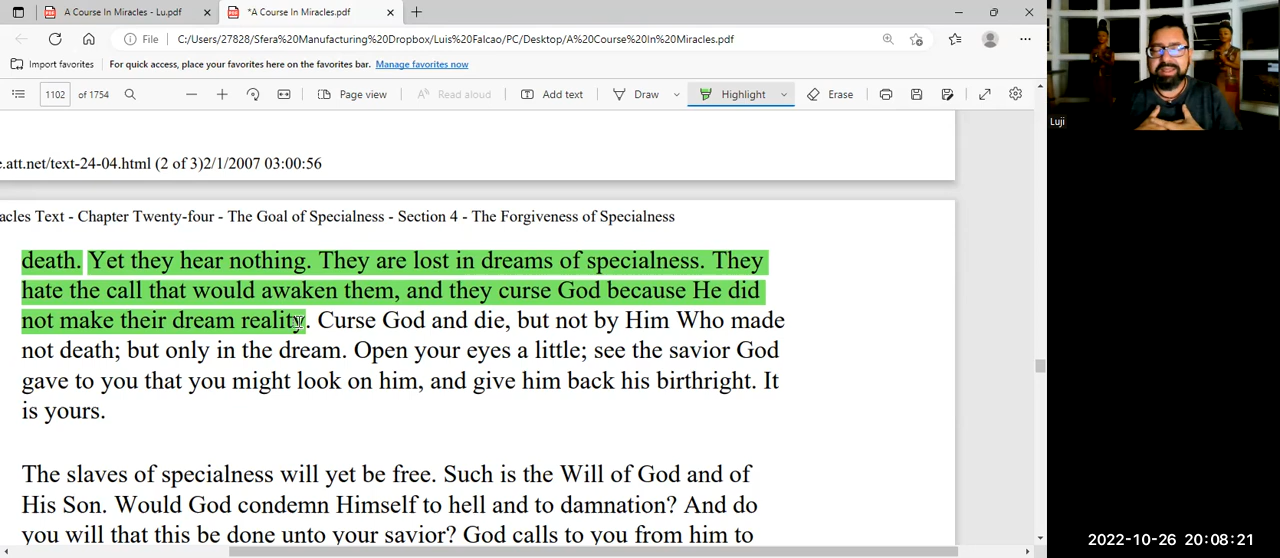 A Course In Miracles - Lu.pdf
*A Course In Miracles.pdf
File
C:/Users/27828/Sfera%20Manufacturing%20Dropbox/Luis%20Falcao/PC/Desktop/A%20Course%20In%20Miracles.pdf
Import favorites
For quick access, place your favorites here on the favorites bar. Manage favorites now
1102 of 1754
Page view
Read aloud
Add text
Draw
Highlight
Erase
Luji
e.att.net/text-24-04.html (2 of 3)2/1/2007 03:00:56
acles Text - Chapter Twenty-four - The Goal of Specialness - Section 4 - The Forgiveness of Specialness
death. Yet they hear nothing. They are lost in dreams of specialness. They
hate the call that would awaken them, and they curse God because He did
not make their dream reality. Curse God and die, but not by Him Who made
not death; but only in the dream. Open your eyes a little; see the savior God
gave to you that you might look on him, and give him back his birthright. It
is yours.
The slaves of specialness will yet be free. Such is the Will of God and of
His Son. Would God condemn Himself to hell and to damnation? And do
you will that this be done unto your savior? God calls to you from him to
2022-10-26 20:08:21